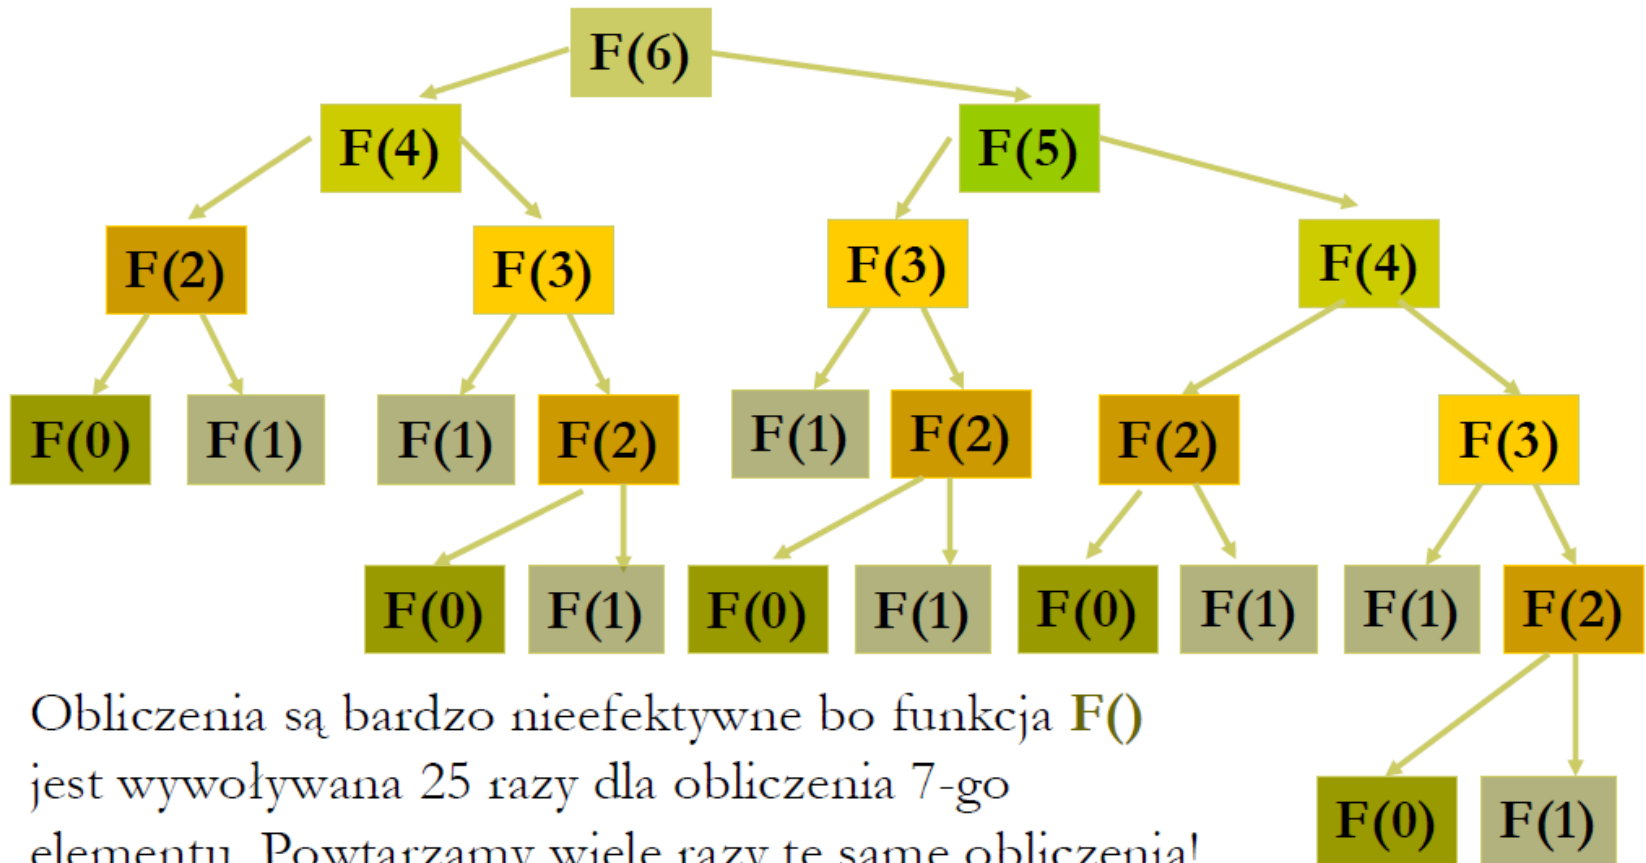 F(6)
F(4) F(5)
F(2) F(3) F(3) F(4)
F(0) F(1) F(1) F(2) F(1) F(2) F(2) F(3)
F(0) F(1) F(0) F(1) F(0) F(1) F(1) F(2)
Obliczenia są bardzo nieefektywne bo funkcja F()
jest wywoływana 25 razy dla obliczenia 7-go
elementu. Powtarzamy wiele razy te same obliczenia!
F(0) F(1)